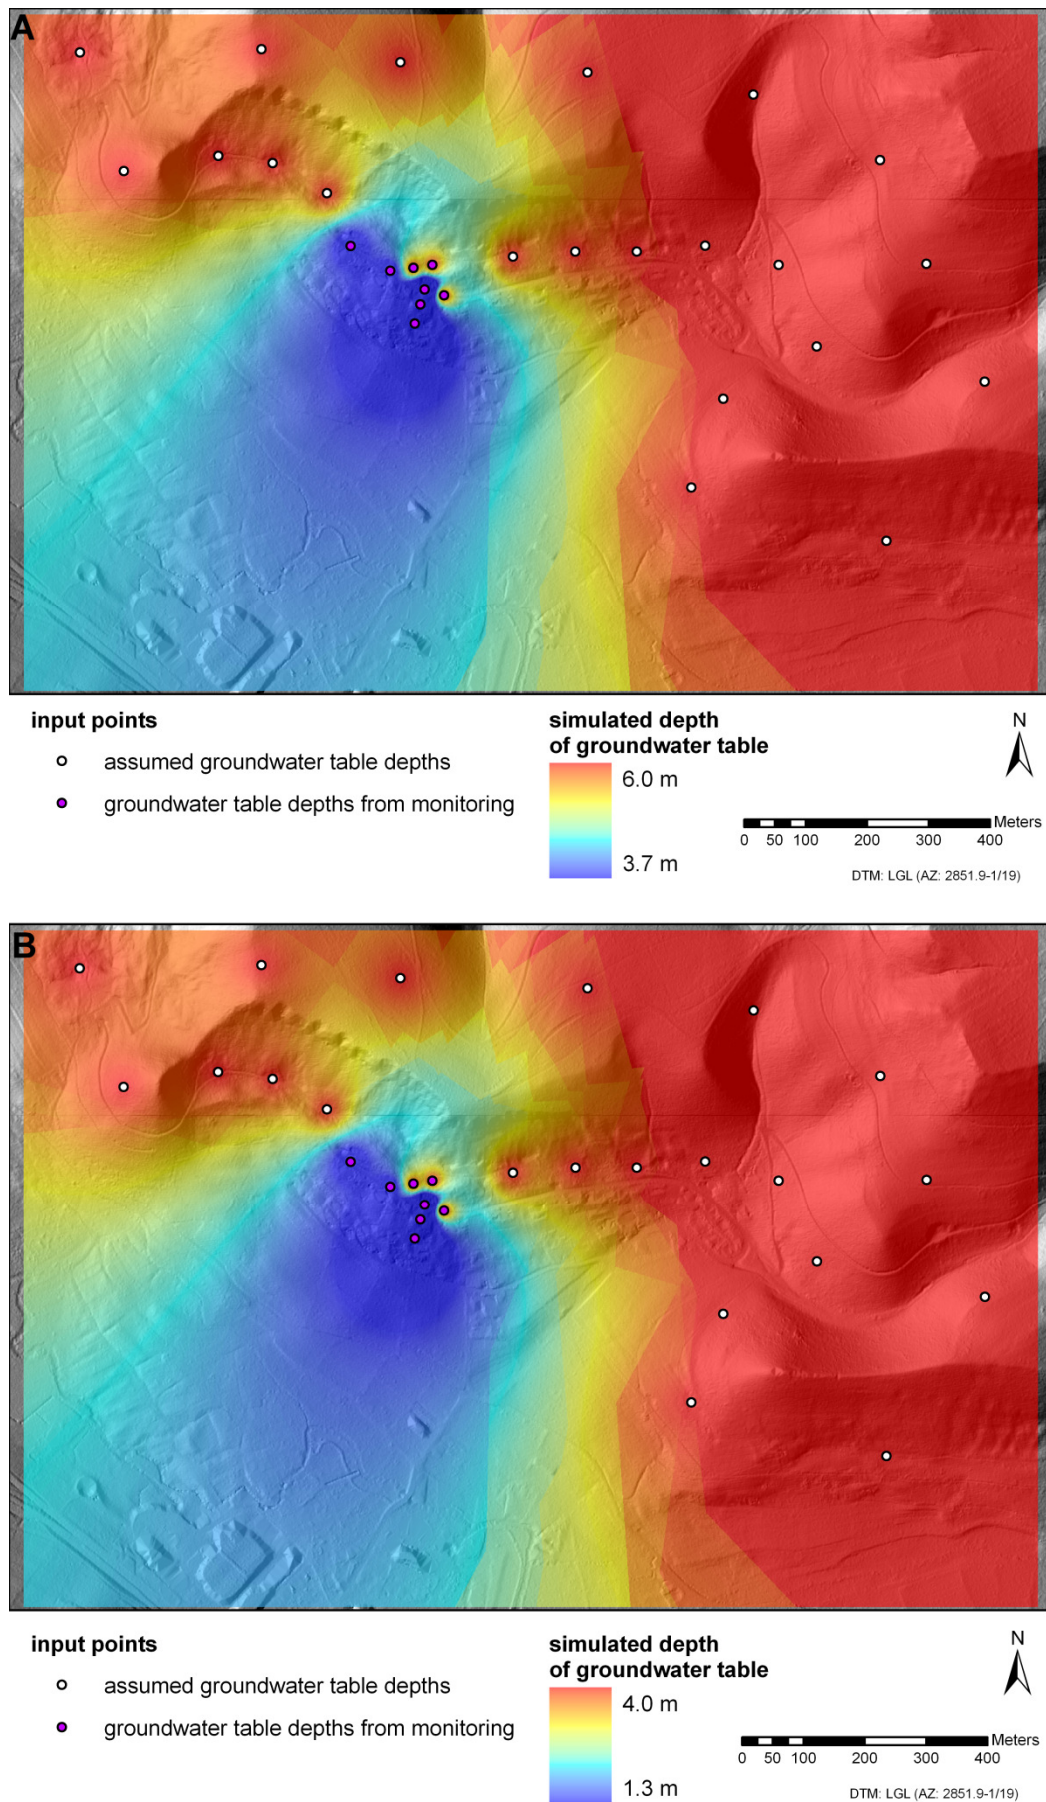 A
input points
assumed groundwater table depths
groundwater table depths from monitoring
simulated depth
of groundwater table
6.0 m
3.7 m
N
Meters
0 50 100 200 300 400
DTM: LGL (AZ: 2851.9-1/19)
B
input points
assumed groundwater table depths
groundwater table depths from monitoring
simulated depth
of groundwater table
4.0 m
1.3 m
N
Meters
0 50 100 200 300 400
DTM: LGL (AZ: 2851.9-1/19)